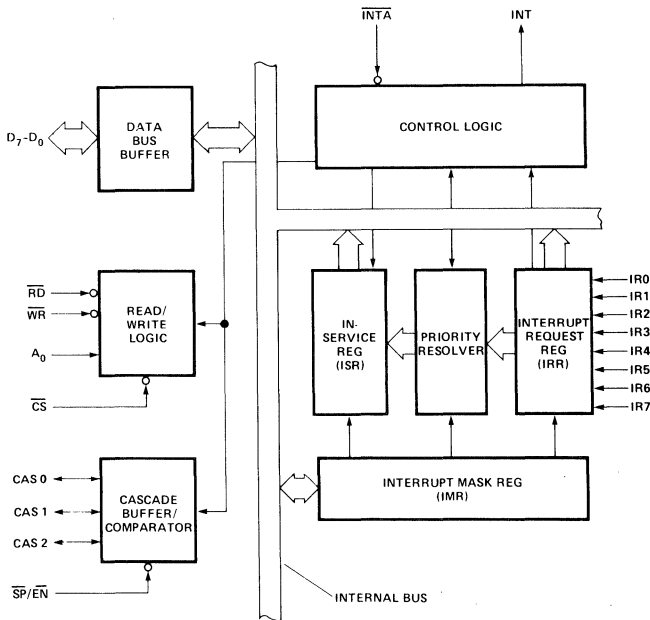 INTA
INT
DATA
BUS
BUFFER
D7-D0
CONTROL LOGIC
RD
WR
A0
CS
READ/
WRITE
LOGIC
IN-
SERVICE
REG
(ISR)
PRIORITY
RESOLVER
INTERRUPT
REQUEST
REG
(IRR)
IR0
IR1
IR2
IR3
IR4
IR5
IR6
IR7
CAS 0
CAS 1
CAS 2
CASCADE
BUFFER/
COMPARATOR
SP/EN
INTERRUPT MASK REG
(IMR)
INTERNAL BUS